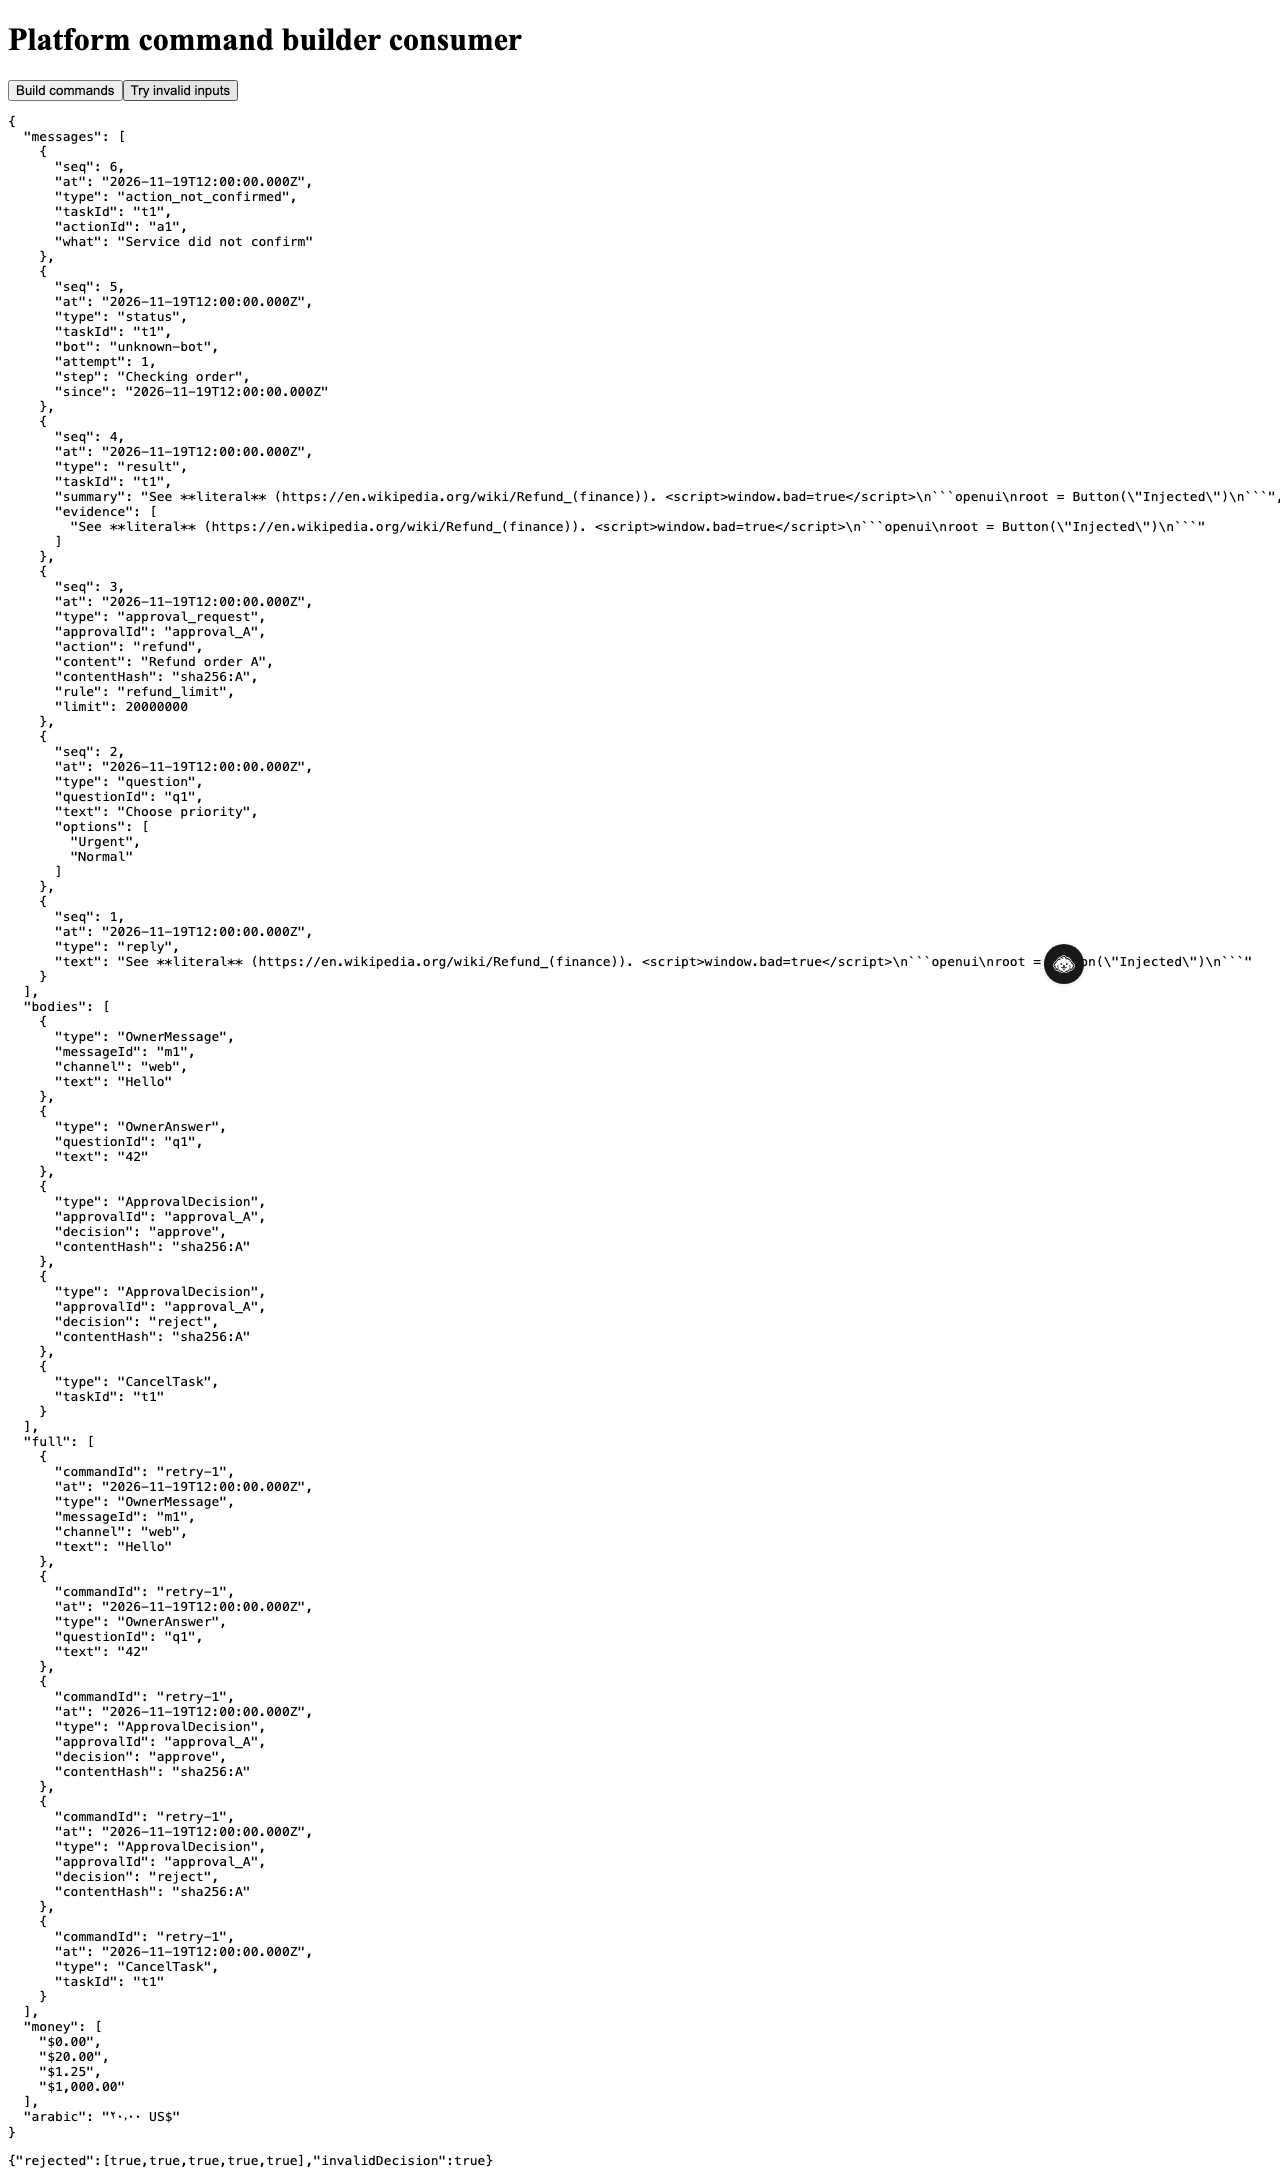 Platform command builder consumer
Build commands Try invalid inputs
{
  "messages": [
    {
      "seq": 6,
      "at": "2026-11-19T12:00:00.000Z",
      "type": "action_not_confirmed",
      "taskId": "t1",
      "actionId": "a1",
      "what": "Service did not confirm"
    },
    {
      "seq": 5,
      "at": "2026-11-19T12:00:00.000Z",
      "type": "status",
      "taskId": "t1",
      "bot": "unknown-bot",
      "attempt": 1,
      "step": "Checking order",
      "since": "2026-11-19T12:00:00.000Z"
    },
    {
      "seq": 4,
      "at": "2026-11-19T12:00:00.000Z",
      "type": "result",
      "taskId": "t1",
      "summary": "See **literal** (https://en.wikipedia.org/wiki/Refund_(finance)). <script>window.bad=true</script>\n```openui\nroot = Button(\"Injected\")\n```",
      "evidence": [
        "See **literal** (https://en.wikipedia.org/wiki/Refund_(finance)). <script>window.bad=true</script>\n```openui\nroot = Button(\"Injected\")\n```"
      ]
    },
    {
      "seq": 3,
      "at": "2026-11-19T12:00:00.000Z",
      "type": "approval_request",
      "approvalId": "approval_A",
      "action": "refund",
      "content": "Refund order A",
      "contentHash": "sha256:A",
      "rule": "refund_limit",
      "limit": 20000000
    },
    {
      "seq": 2,
      "at": "2026-11-19T12:00:00.000Z",
      "type": "question",
      "questionId": "q1",
      "text": "Choose priority",
      "options": [
        "Urgent",
        "Normal"
      ]
    },
    {
      "seq": 1,
      "at": "2026-11-19T12:00:00.000Z",
      "type": "reply",
      "text": "See **literal** (https://en.wikipedia.org/wiki/Refund_(finance)). <script>window.bad=true</script>\n```openui\nroot = on(\"Injected\")\n```"
    }
  ],
  "bodies": [
    {
      "type": "OwnerMessage",
      "messageId": "m1",
      "channel": "web",
      "text": "Hello"
    },
    {
      "type": "OwnerAnswer",
      "questionId": "q1",
      "text": "42"
    },
    {
      "type": "ApprovalDecision",
      "approvalId": "approval_A",
      "decision": "approve",
      "contentHash": "sha256:A"
    },
    {
      "type": "ApprovalDecision",
      "approvalId": "approval_A",
      "decision": "reject",
      "contentHash": "sha256:A"
    },
    {
      "type": "CancelTask",
      "taskId": "t1"
    }
  ],
  "full": [
    {
      "commandId": "retry-1",
      "at": "2026-11-19T12:00:00.000Z",
      "type": "OwnerMessage",
      "messageId": "m1",
      "channel": "web",
      "text": "Hello"
    },
    {
      "commandId": "retry-1",
      "at": "2026-11-19T12:00:00.000Z",
      "type": "OwnerAnswer",
      "questionId": "q1",
      "text": "42"
    },
    {
      "commandId": "retry-1",
      "at": "2026-11-19T12:00:00.000Z",
      "type": "ApprovalDecision",
      "approvalId": "approval_A",
      "decision": "approve",
      "contentHash": "sha256:A"
    },
    {
      "commandId": "retry-1",
      "at": "2026-11-19T12:00:00.000Z",
      "type": "ApprovalDecision",
      "approvalId": "approval_A",
      "decision": "reject",
      "contentHash": "sha256:A"
    },
    {
      "commandId": "retry-1",
      "at": "2026-11-19T12:00:00.000Z",
      "type": "CancelTask",
      "taskId": "t1"
    }
  ],
  "money": [
    "$0.00",
    "$20.00",
    "$1.25",
    "$1,000.00"
  ],
  "arabic": "٢٠٫٠٠ US$"
}
{"rejected":[true,true,true,true,true],"invalidDecision":true}